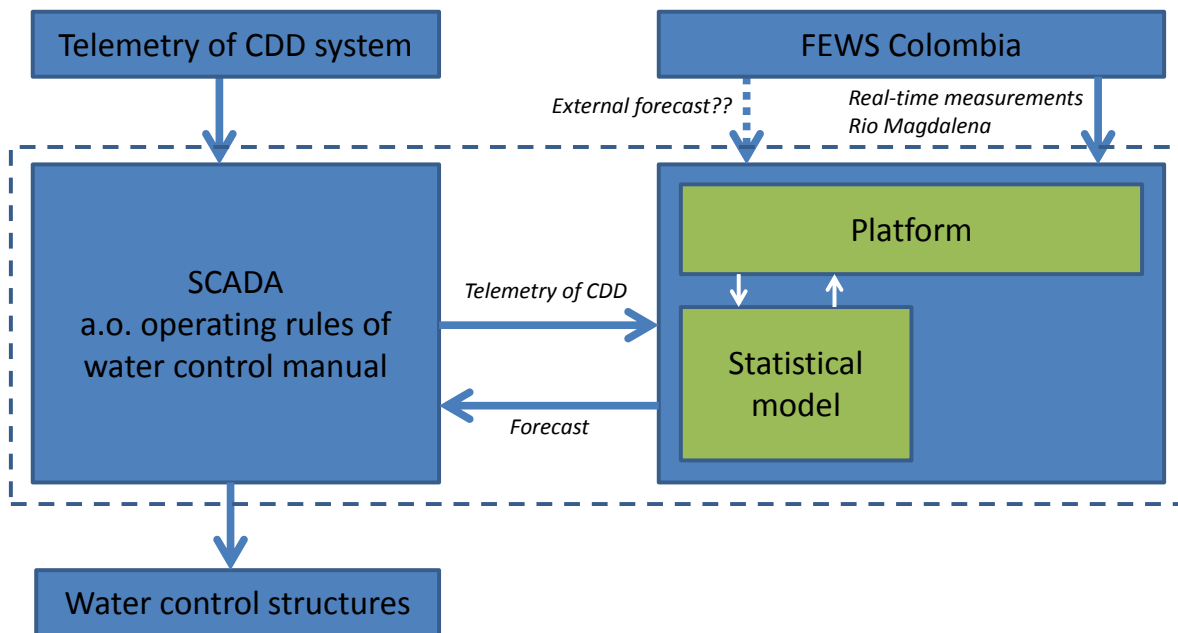 Telemetry of CDD system
FEWS Colombia
External forecast??
Real-time measurements
Rio Magdalena
SCADA
a.o. operating rules of
water control manual
Telemetry of CDD
Forecast
Platform
Statistical
model
Water control structures